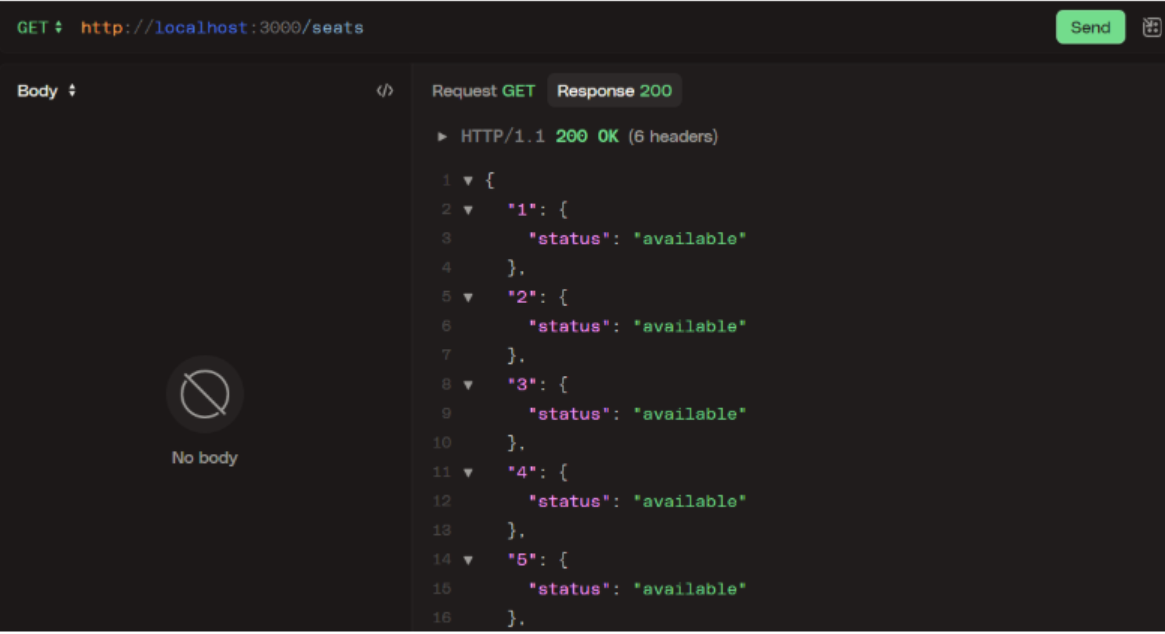 GET http://localhost:3000/seats Send
Body </> Request GET Response 200
HTTP/1.1 200 OK (6 headers)
1 {
2 "1": {
3 "status": "available"
4 },
5 "2": {
6 "status": "available"
7 },
8 "3": {
9 "status": "available"
10 },
11 "4": {
12 "status": "available"
13 },
14 "5": {
15 "status": "available"
16 },
No body